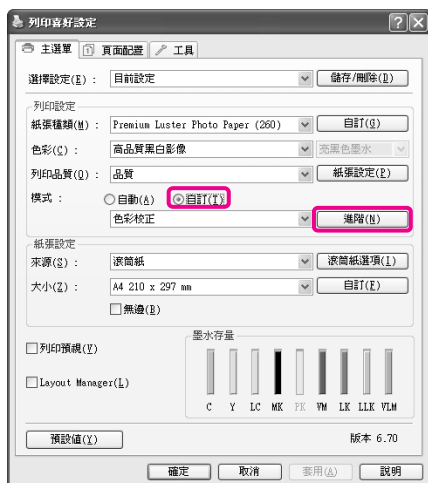 列印喜好設定
主選單 頁面配置 工具
選擇設定(E): 目前設定 儲存/刪除(D)
列印設定
紙張種類(M): Premium Luster Photo Paper (260) 自訂(G)
色彩(C): 高品質黑白影像 亮黑色墨水
列印品質(Q): 品質 紙張設定(P)
模式: 自動(A) 自訂(T)
色彩校正 進階(N)
紙張設定
來源(S): 滾筒紙 滾筒紙選項(I)
大小(Z): A4 210 x 297 mm 自訂(F)
無邊(B)
墨水存量
列印預視(V)
Layout Manager(L)
C Y LC MK PK VM LK LLK VLM
預設值(Y) 版本 6.70
確定 取消 套用(A) 說明